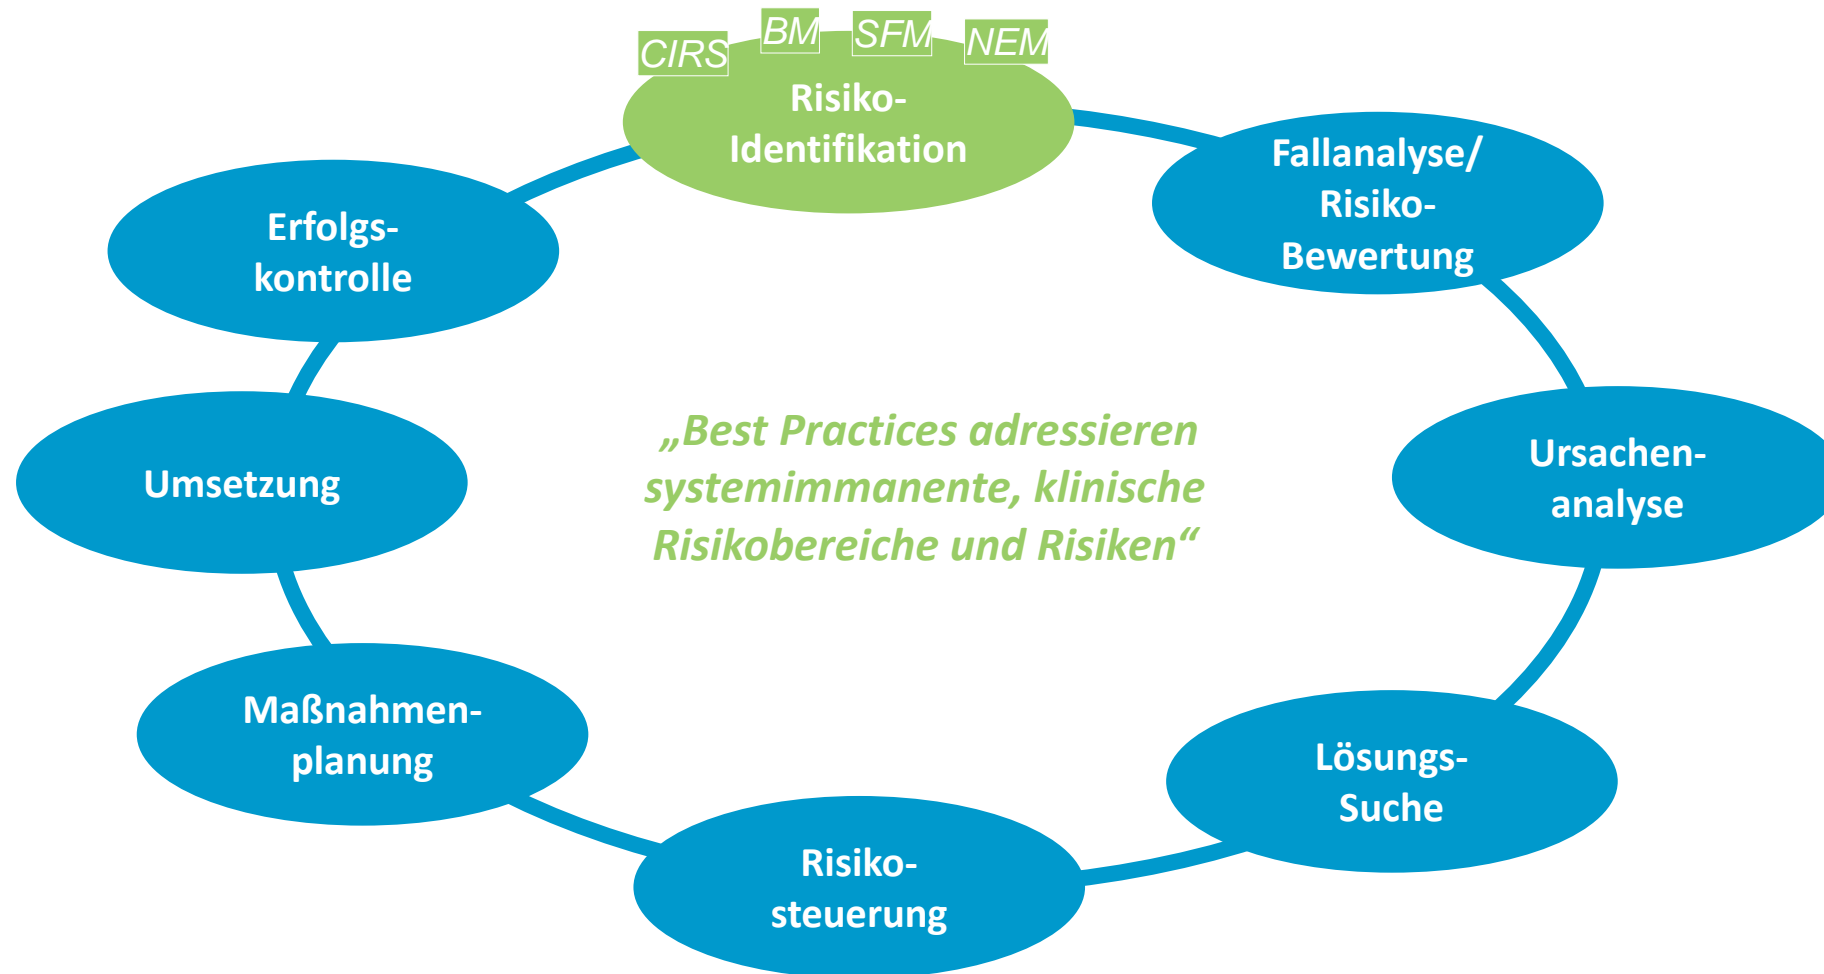 CIRS
BM
SFM
NEM
Risiko-
Identifikation
Fallanalyse/
Risiko-
Bewertung
Erfolgs-
kontrolle
„Best Practices adressieren
systemimmanente, klinische
Risikobereiche und Risiken“
Umsetzung
Ursachen-
analyse
Maßnahmen-
planung
Lösungs-
Suche
Risiko-
steuerung